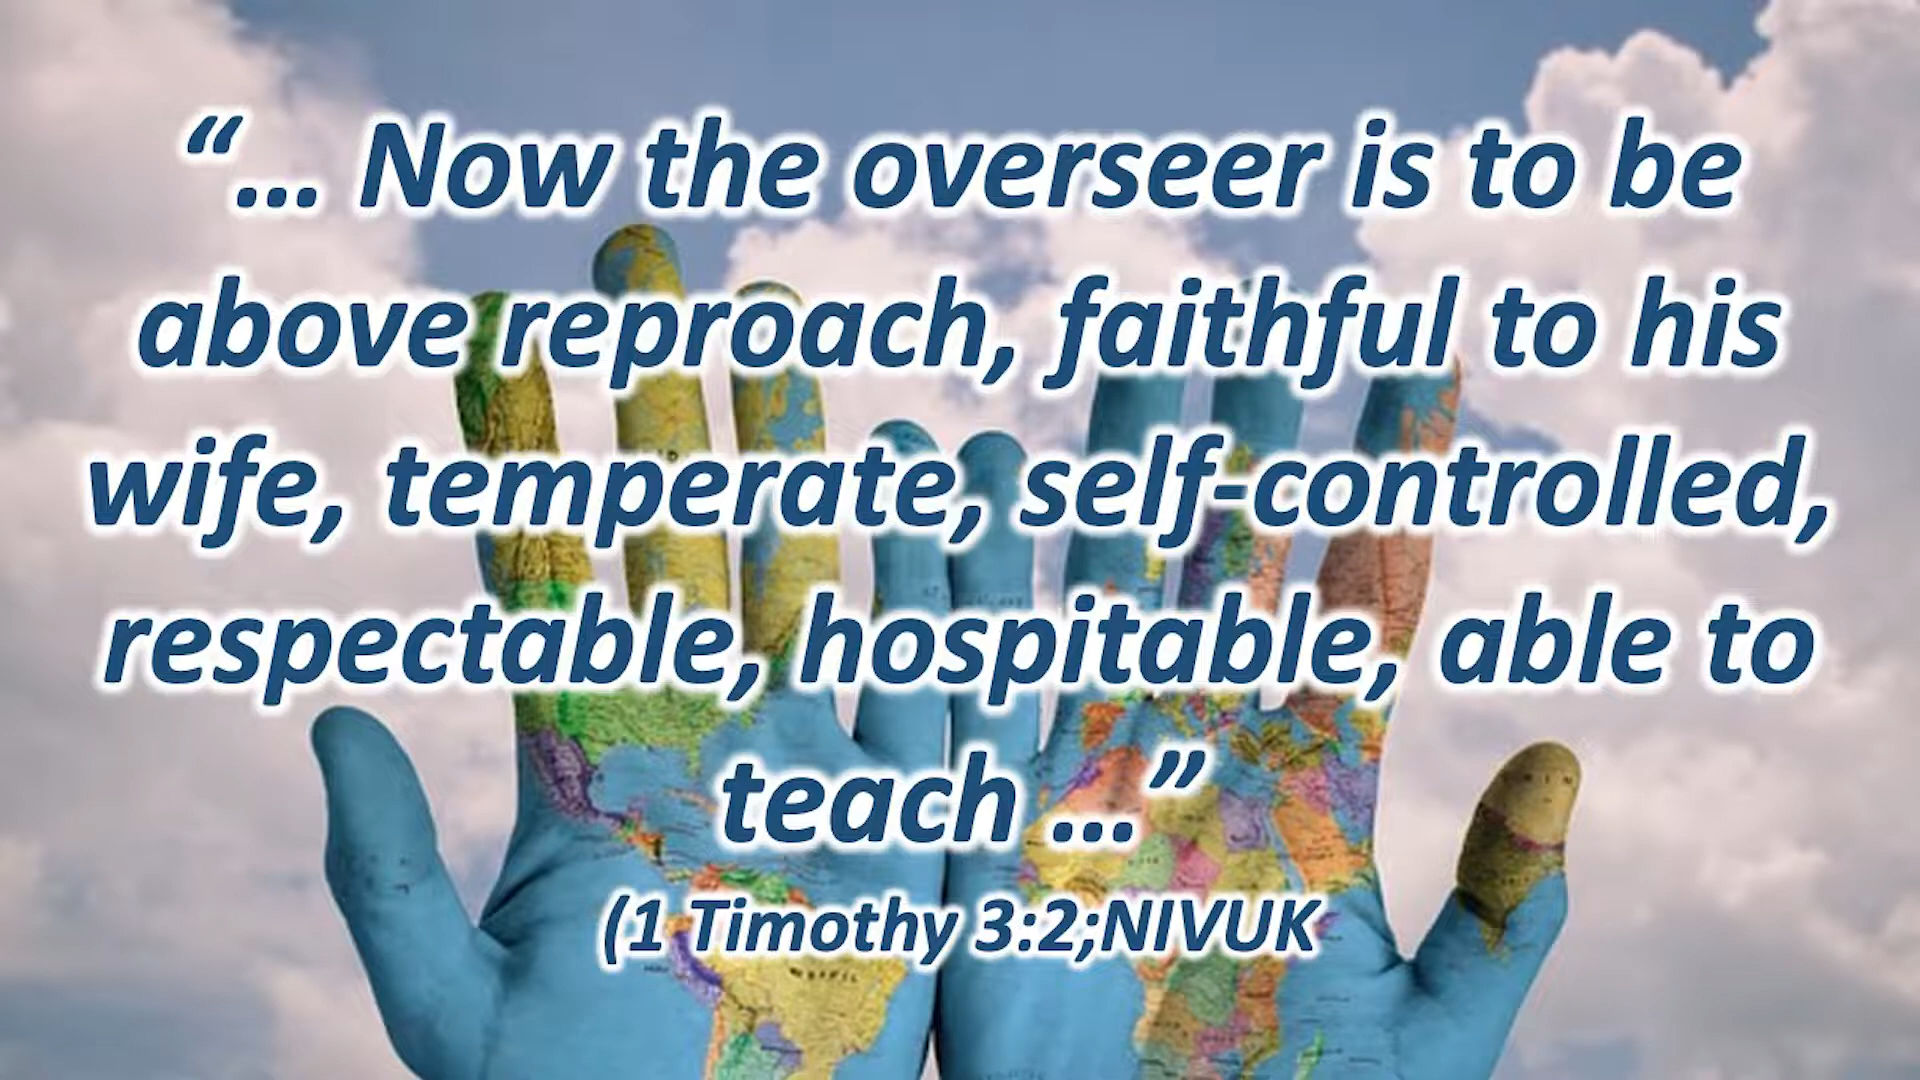 “... Now the overseer is to be
above reproach, faithful to his
wife, temperate, self-controlled,
respectable, hospitable, able to
teach ...”
(1 Timothy 3:2;NIVUK